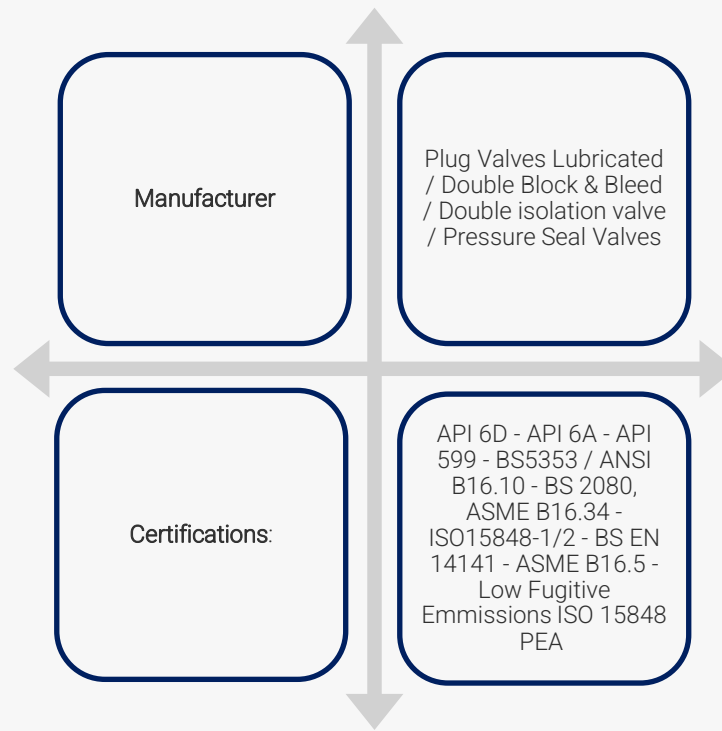 Manufacturer
Plug Valves Lubricated
/ Double Block & Bleed
/ Double isolation valve
/ Pressure Seal Valves
Certifications:
API 6D - API 6A - API
599 - BS5353 / ANSI
B16.10 - BS 2080,
ASME B16.34 -
ISO15848-1/2 - BS EN
14141 - ASME B16.5 -
Low Fugitive
Emmissions ISO 15848
PEA